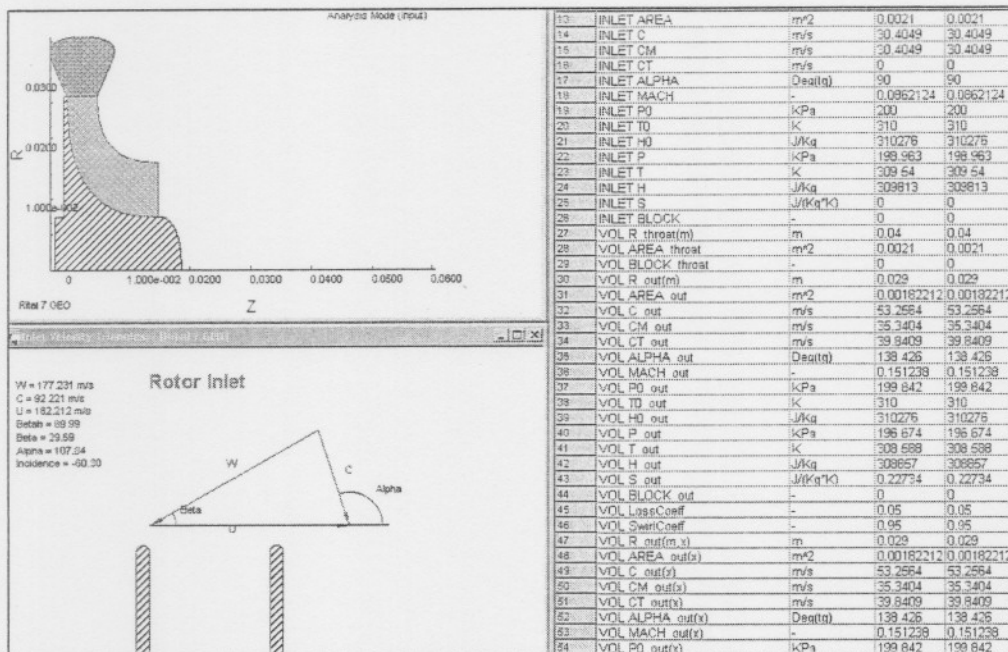 Analysis Mode (Input)
R
0.0300
0.0200
1.000e-002
0 1.000e-002 0.0200 0.0300 0.0400 0.0500 0.0600
Z
Rotor Inlet
W = 177.231 m/s
C = 92.221 m/s
U = 182.212 m/s
Beta = 29.59
Alpha = 107.84
Incidence = -60.30
W
C
Alpha
Beta
U
13 INLET AREA m^2 0.0021 0.0021
14 INLET C m/s 30.4049 30.4049
15 INLET CM m/s 30.4049 30.4049
16 INLET CT m/s 0 0
17 INLET ALPHA Deg(tg) 90 90
18 INLET MACH - 0.0862124 0.0862124
19 INLET P0 KPa 200 200
20 INLET T0 K 310 310
21 INLET H0 J/Kg 310276 310276
22 INLET P KPa 198.963 198.963
23 INLET T K 309.54 309.54
24 INLET H J/Kg 309813 309813
25 INLET S J/(Kg*K) 0 0
26 INLET BLOCK - 0 0
27 VOL R throat(m) m 0.04 0.04
28 VOL AREA throat m^2 0.0021 0.0021
29 VOL BLOCK throat - 0 0
30 VOL R out(m) m 0.029 0.029
31 VOL AREA out m^2 0.00182212 0.00182212
32 VOL C out m/s 53.2564 53.2564
33 VOL CM out m/s 35.3404 35.3404
34 VOL CT out m/s 39.8409 39.8409
35 VOL ALPHA out Deg(tg) 138.426 138.426
36 VOL MACH out - 0.151238 0.151238
37 VOL P0 out KPa 199.842 199.842
38 VOL T0 out K 310 310
39 VOL H0 out J/Kg 310276 310276
40 VOL P out KPa 196.674 196.674
41 VOL T out K 308.588 308.588
42 VOL H out J/Kg 308857 308857
43 VOL S out J/(Kg*K) 0.22734 0.22734
44 VOL BLOCK out - 0 0
45 VOL LossCoeff - 0.05 0.05
46 VOL SwirlCoeff - 0.95 0.95
47 VOL R out(m,x) m 0.029 0.029
48 VOL AREA out(x) m^2 0.00182212 0.00182212
49 VOL C out(x) m/s 53.2564 53.2564
50 VOL CM out(x) m/s 35.3404 35.3404
51 VOL CT out(x) m/s 39.8409 39.8409
52 VOL ALPHA out(x) Deg(tg) 138.426 138.426
53 VOL MACH out(x) - 0.151238 0.151238
54 VOL P0 out(x) KPa 199.842 199.842